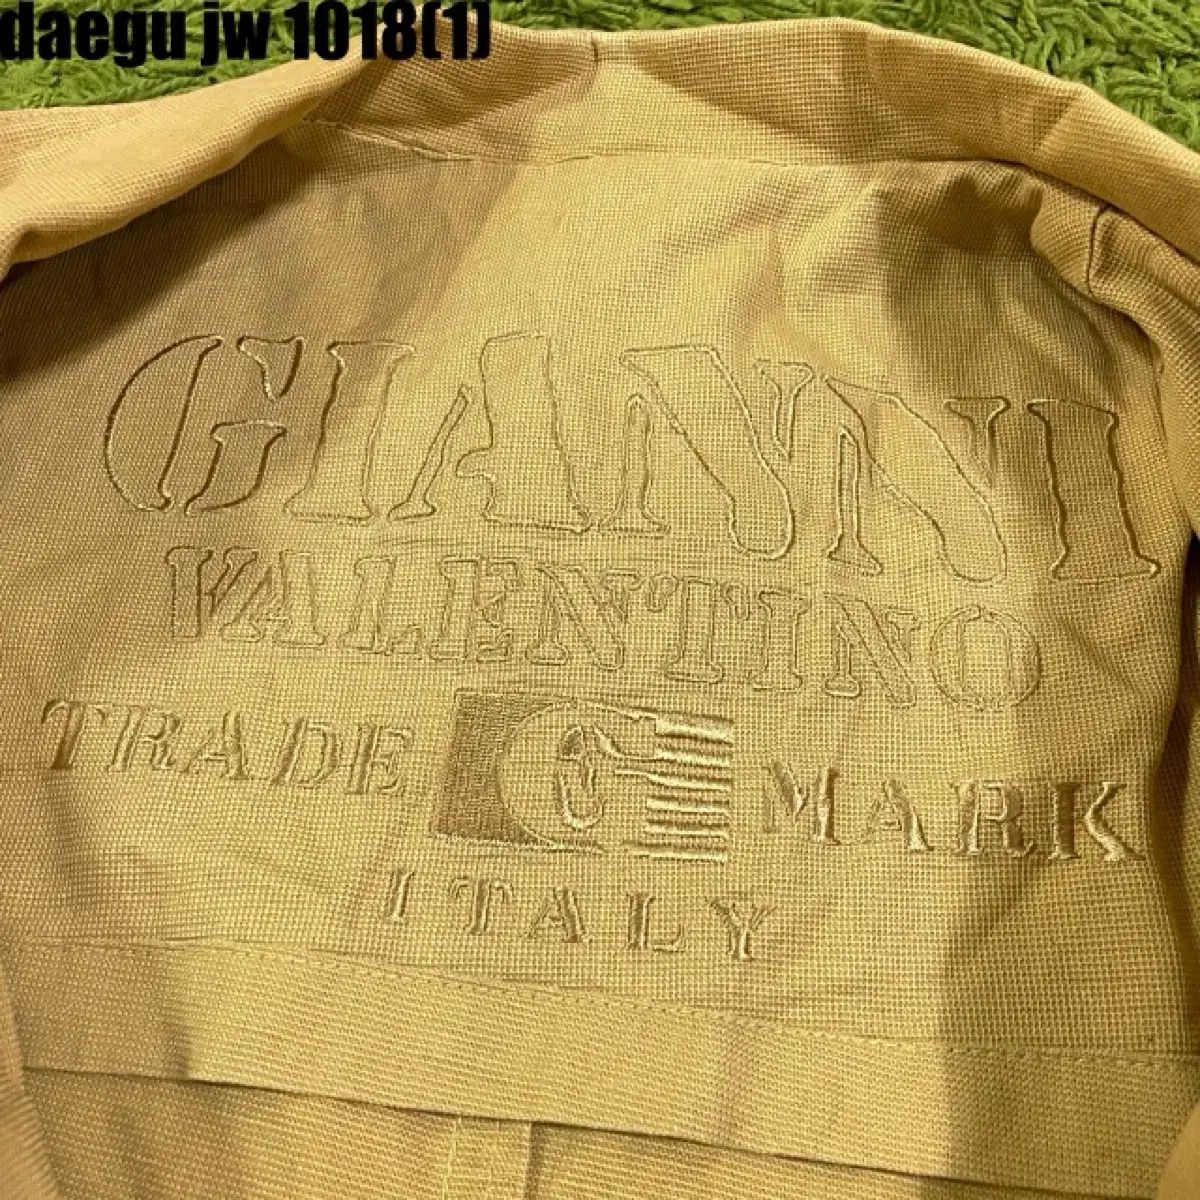 daegu jw 1018(1)
GIANNI
VALENTINO
TRADE MARK
ITALY